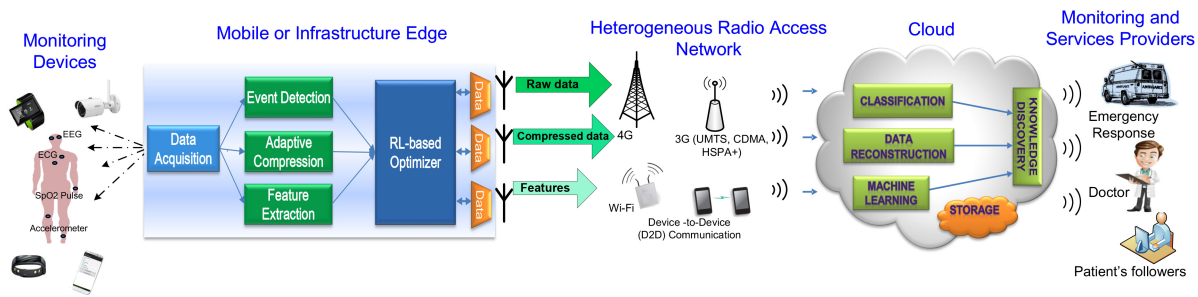 Monitoring
Devices
EEG
ECG
SpO2 Pulse
Accelerometer
Mobile or Infrastructure Edge
Data
Acquisition
Event Detection
Adaptive
Compression
Feature
Extraction
RL-based
Optimizer
Data
Data
Data
Raw data
Compressed data
Features
Heterogeneous Radio Access
Network
4G
3G (UMTS, CDMA,
HSPA+)
Wi-Fi
Device -to-Device
(D2D) Communication
Cloud
CLASSIFICATION
DATA
RECONSTRUCTION
MACHINE
LEARNING
KNOWLEDGE
DISCOVERY
STORAGE
Monitoring and
Services Providers
AMBULANCE
Emergency
Response
Doctor
Patient's followers